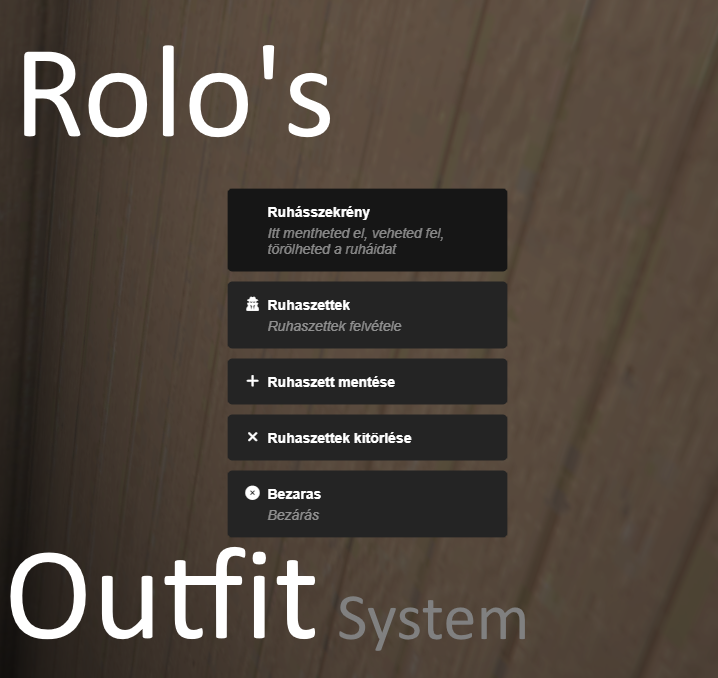 Rolo's
Ruhásszekrény
Itt mentheted el, veheted fel,
törölheted a ruháidat
Ruhaszettek
Ruhaszettek felvétele
Ruhaszett mentése
Ruhaszettek kitörlése
Bezaras
Bezárás
Outfit System